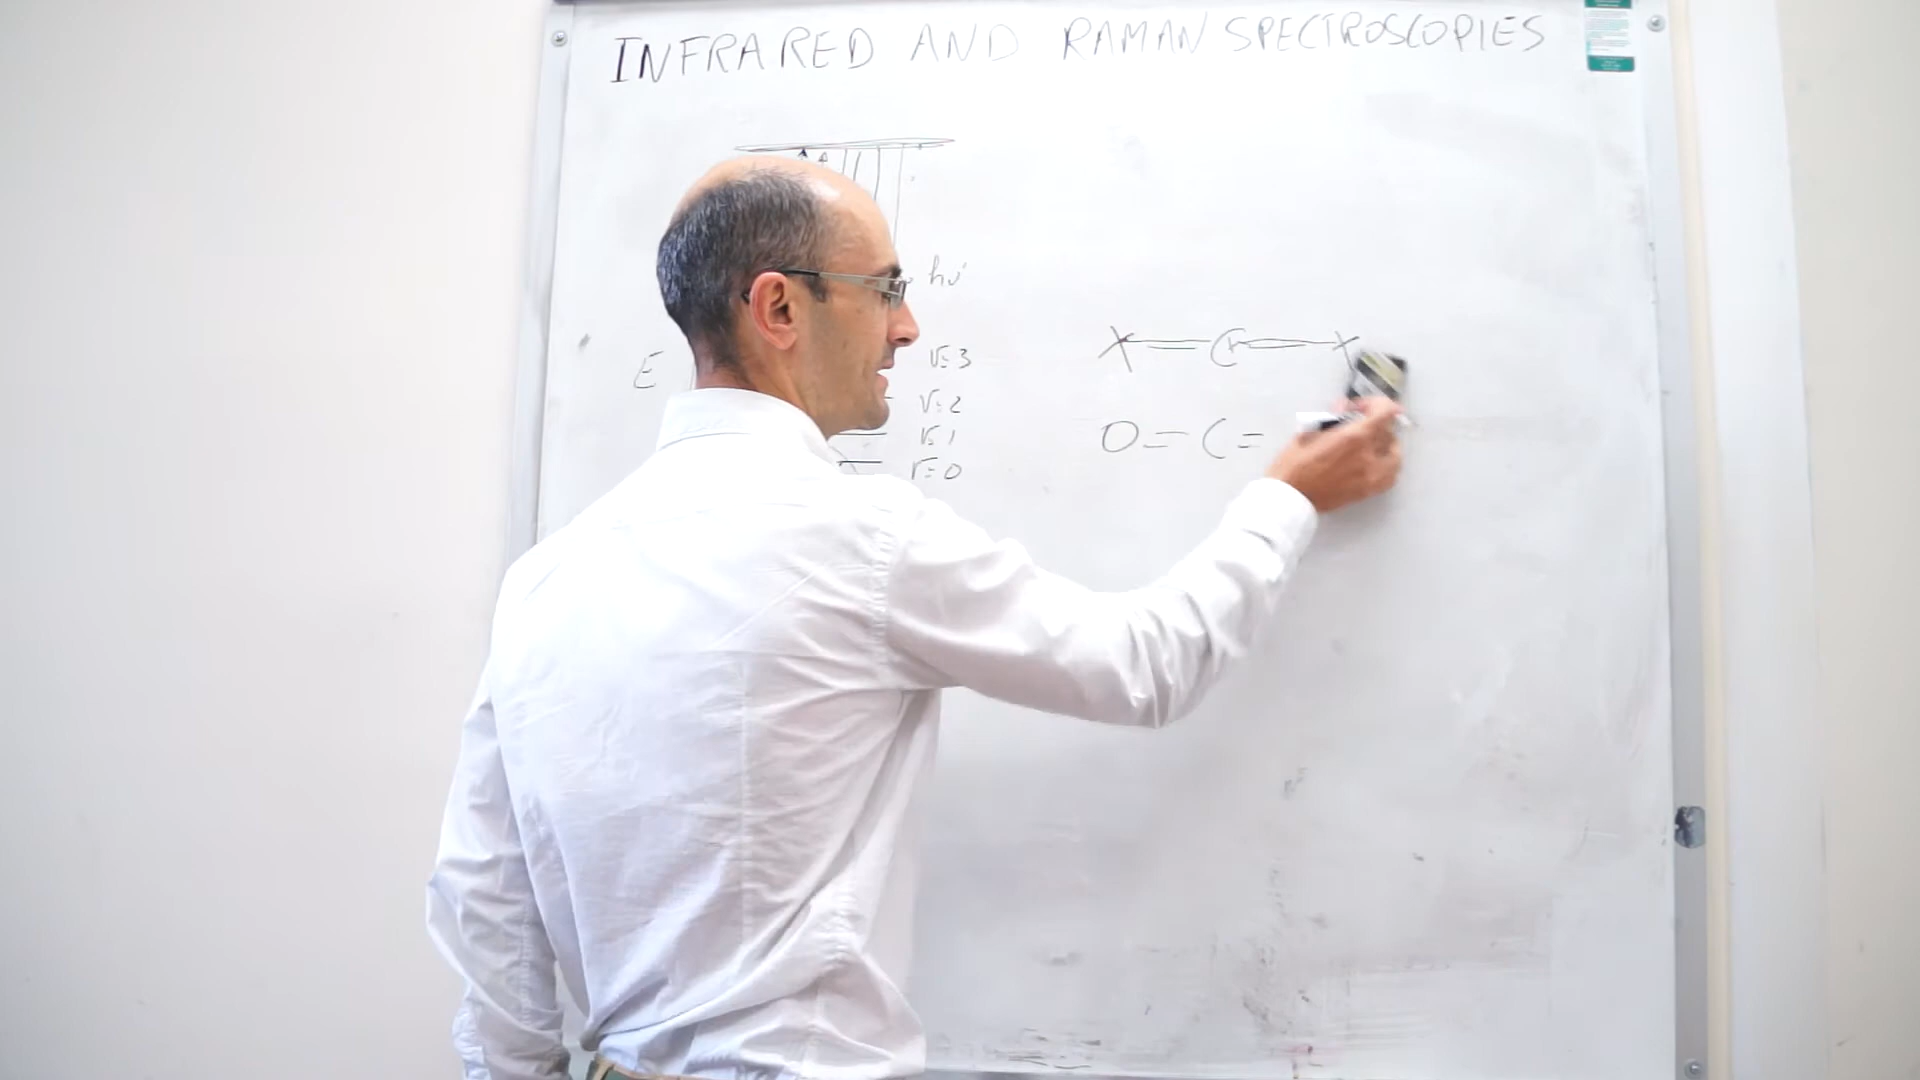 INFRARED AND RAMAN SPECTROSCOPIES
hν'
E
v=3
v=2
v=1
v=0
O=C=